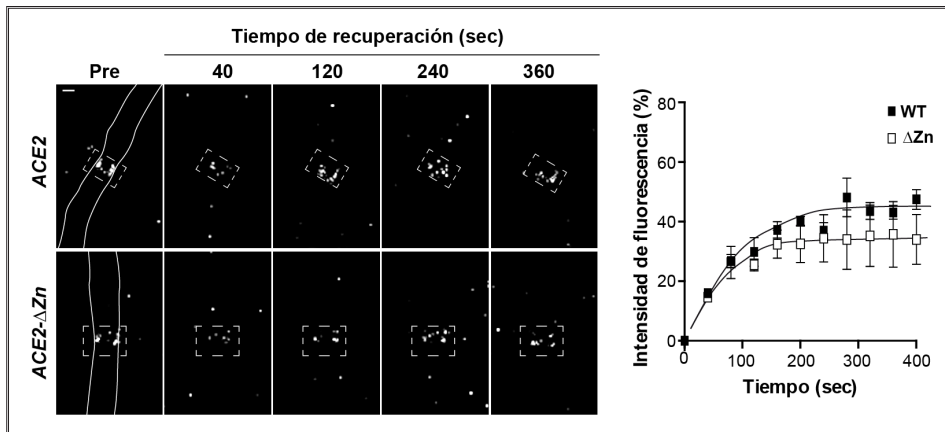 Tiempo de recuperación (sec)
Pre 40 120 240 360
ACE2
ACE2-ΔZn
Intensidad de fluorescencia (%)
80
60
40
20
0
0 100 200 300 400
Tiempo (sec)
WT
ΔZn